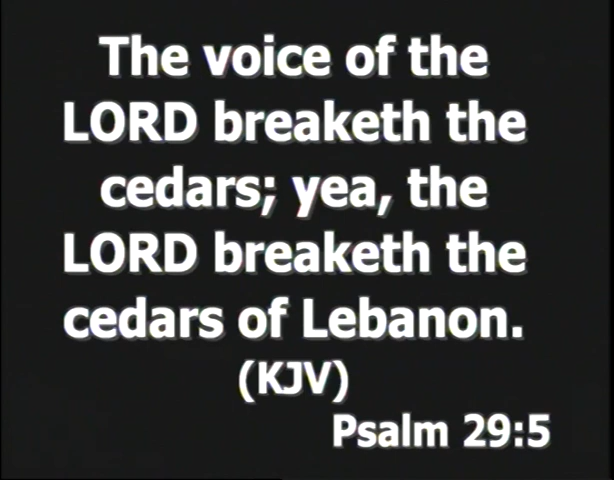 The voice of the
LORD breaketh the
cedars; yea, the
LORD breaketh the
cedars of Lebanon.
(KJV)
Psalm 29:5